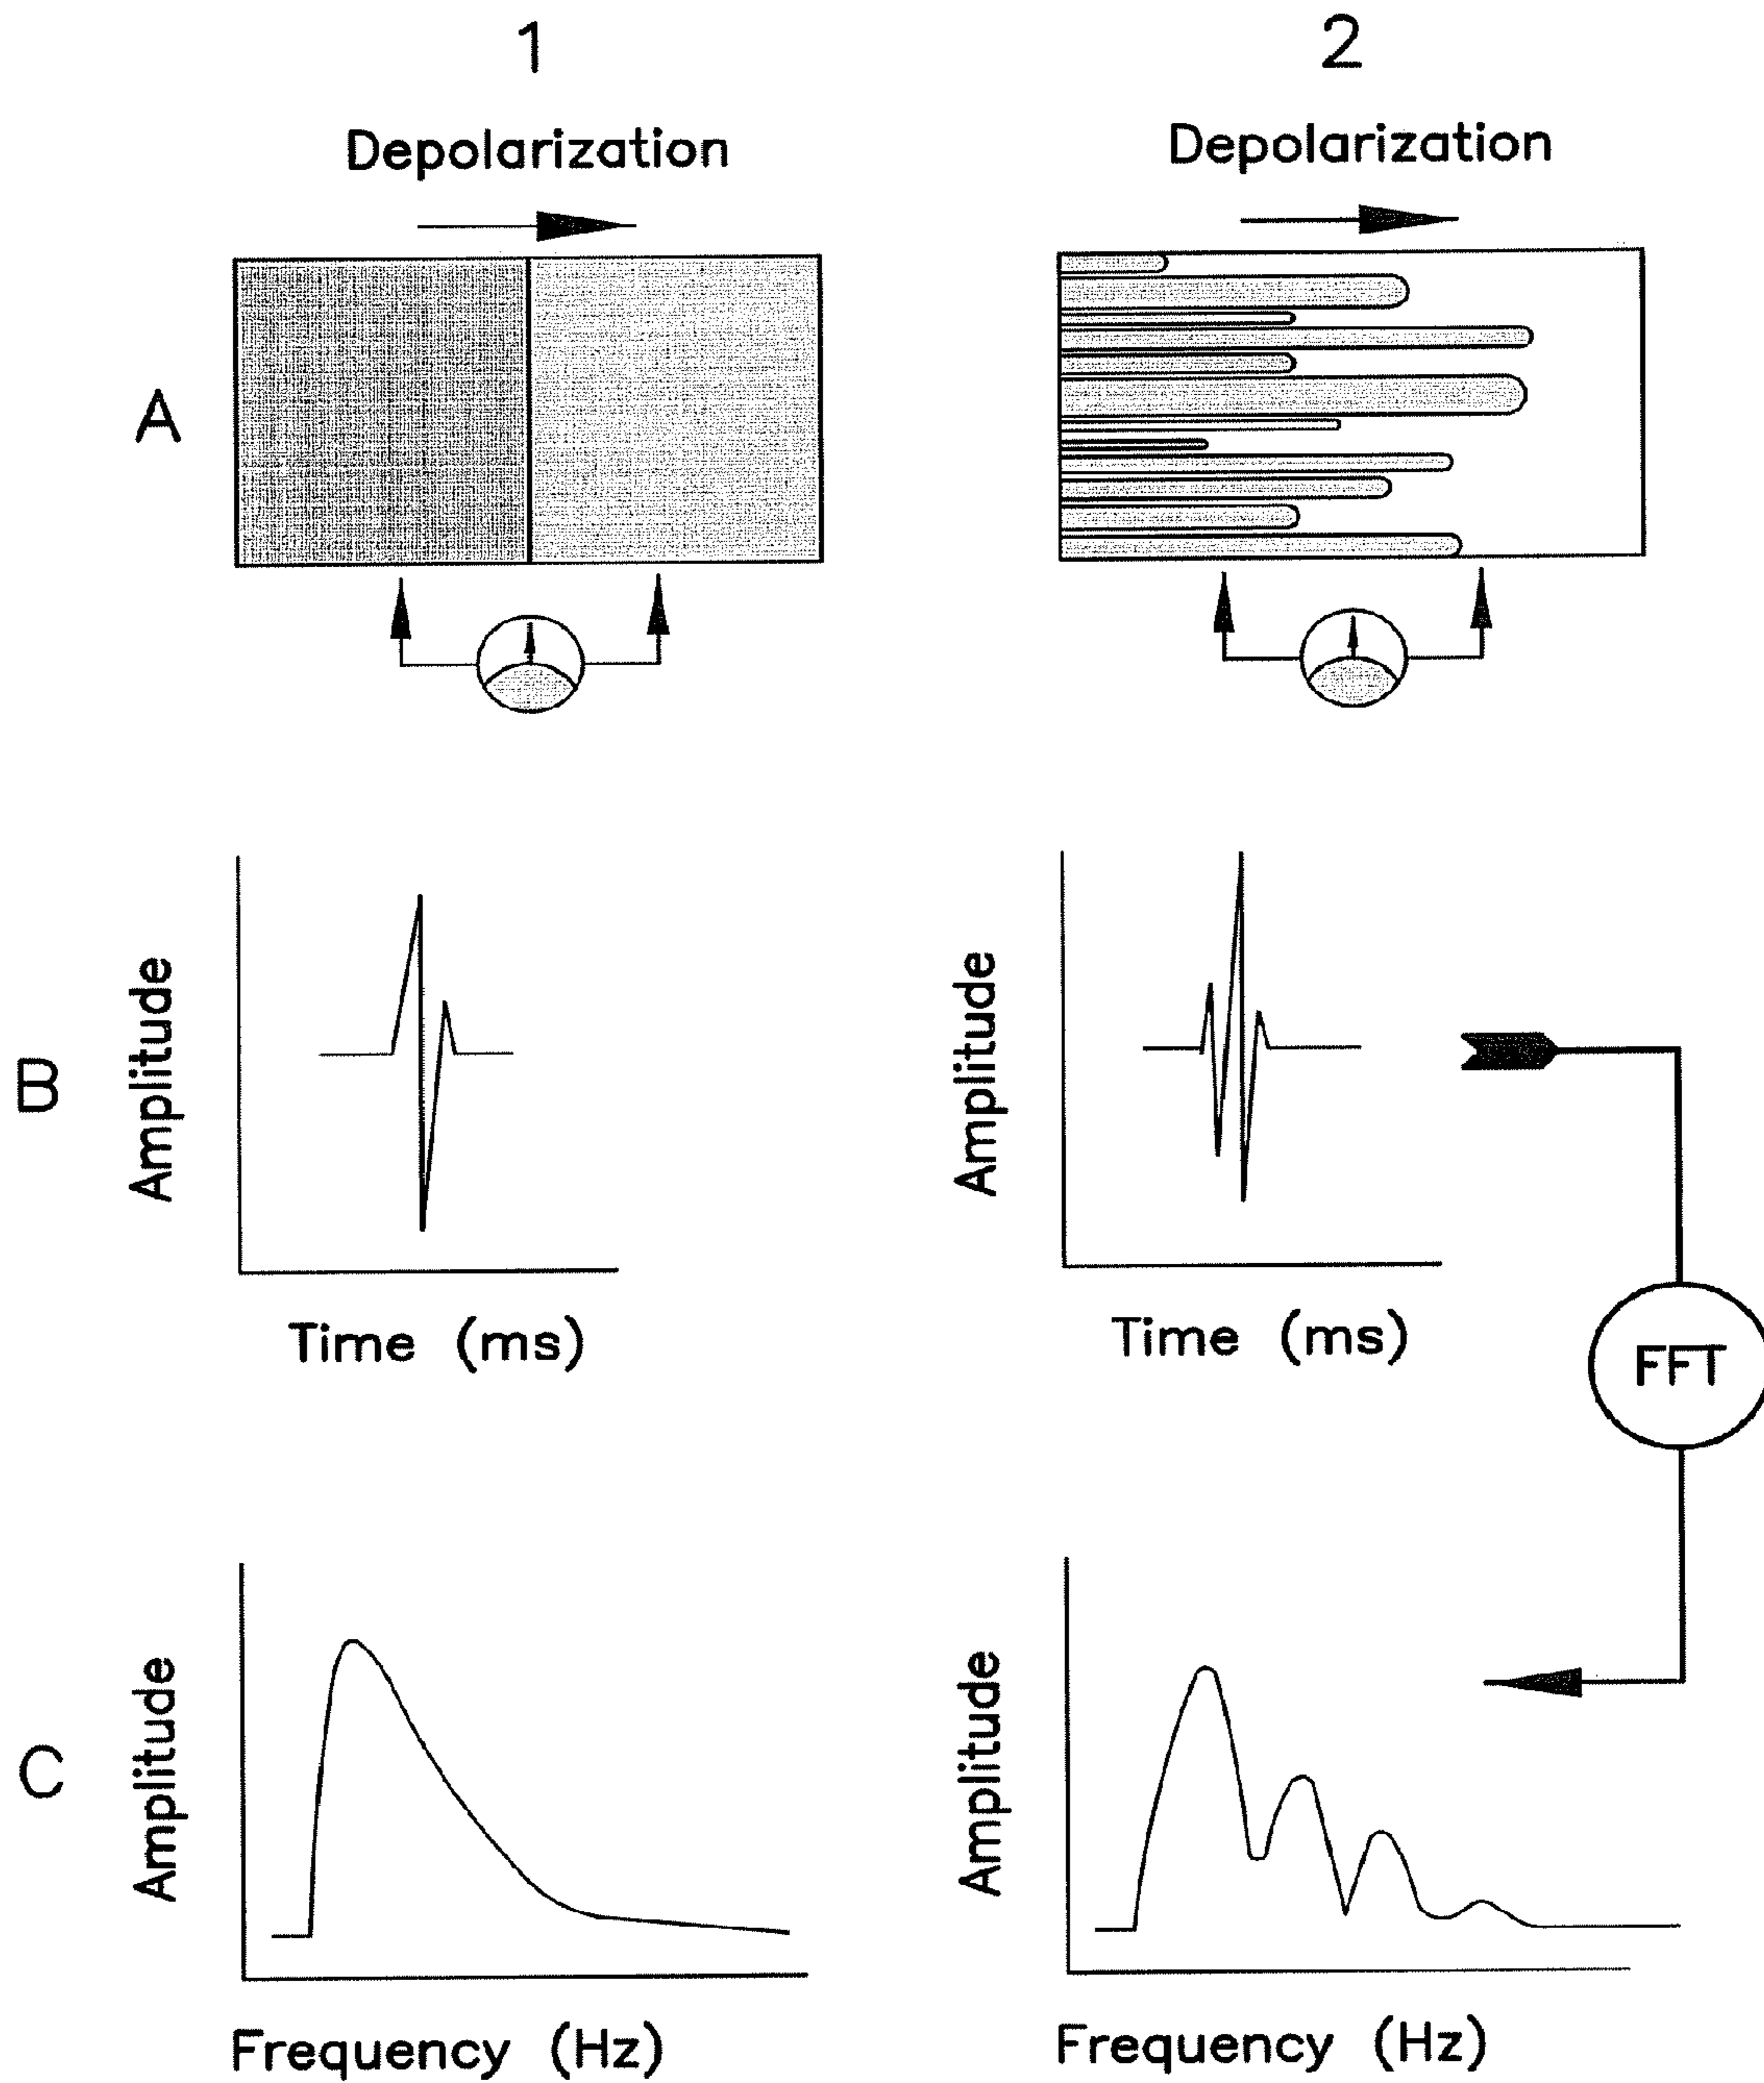 1
2
Depolarization
Depolarization
A
B
Amplitude
Amplitude
Time (ms)
Time (ms)
FFT
C
Amplitude
Amplitude
Frequency (Hz)
Frequency (Hz)